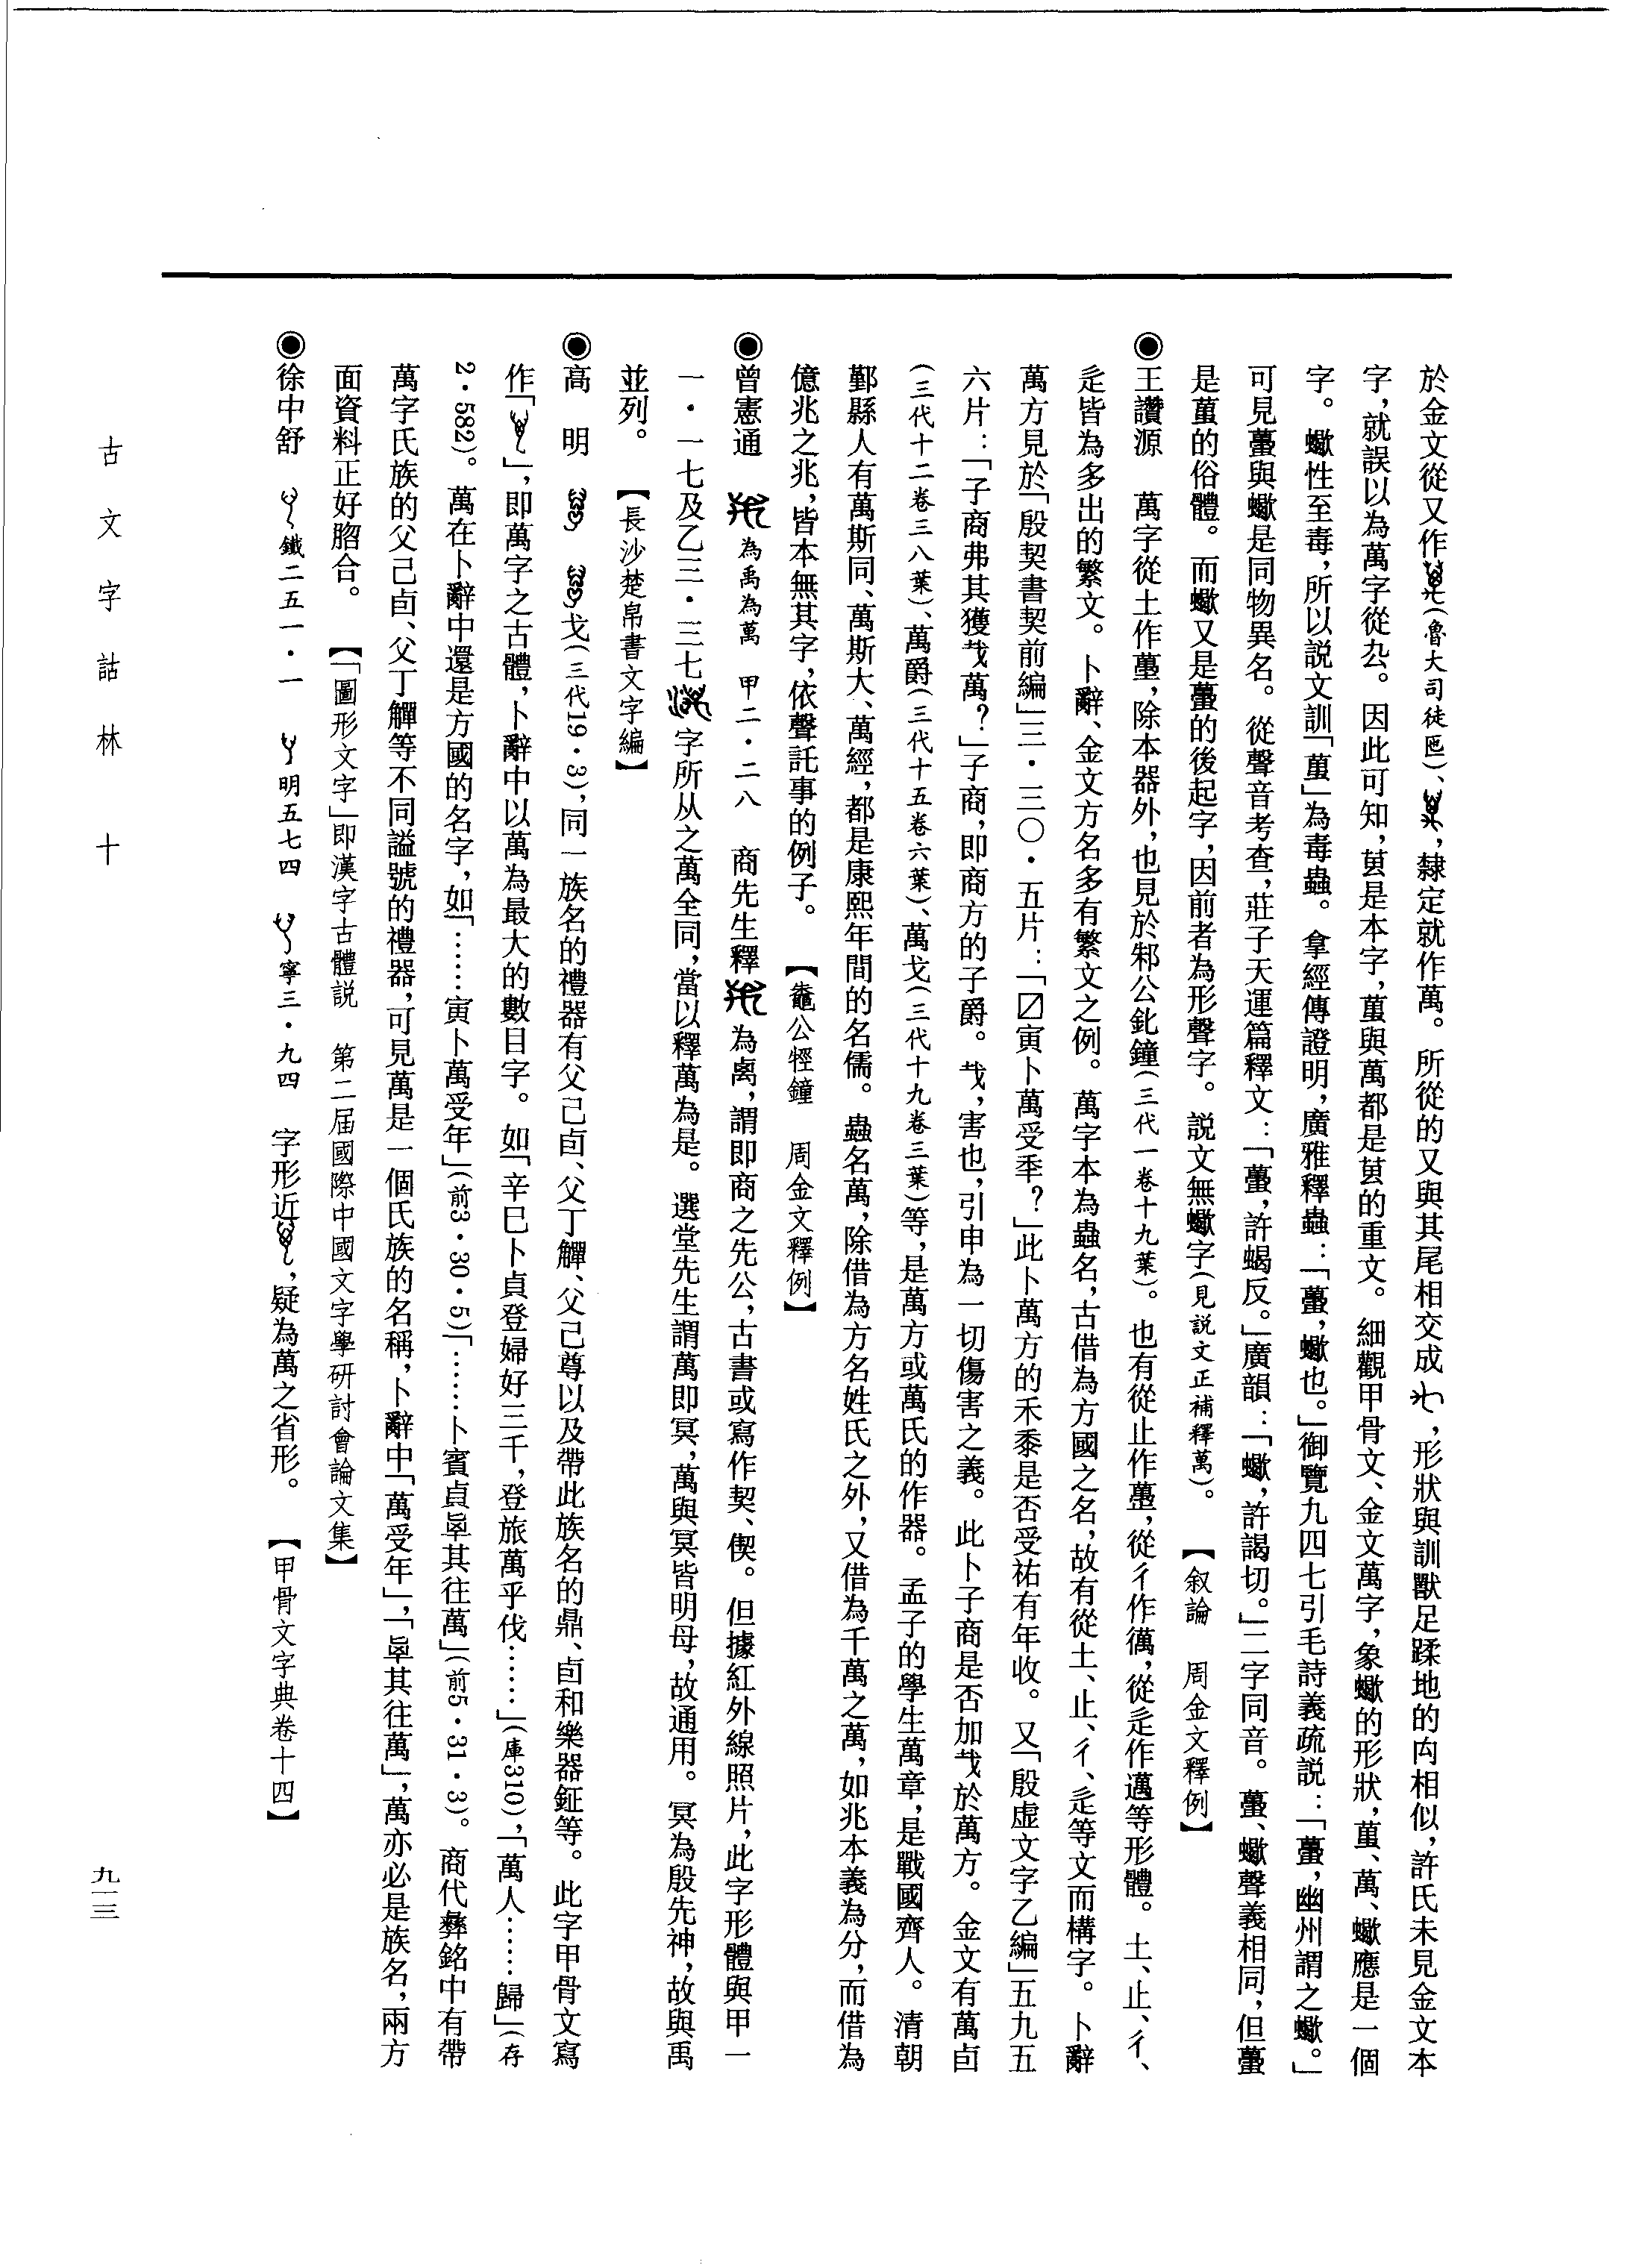 於金文從又作(魯大司徒匜)、,隸定就作萬。所從的又與其尾相交成,形狀與訓獸足蹂地的禸相似,許氏未見金文本
字,就誤以為萬字從厹。因此可知,是本字,䖝與萬都是的重文。細觀甲骨文、金文萬字,象蠍的形狀,、萬、蠍應是一個
字。蠍性至毒,所以説文訓「」為毒蟲。拿經傳證明,廣雅釋蟲:「蠆,蠍也。」御覽九四七引毛詩義疏説:「蠆,幽州謂之蠍。」
可見蠆與蠍是同物異名。從聲音考查,莊子天運篇釋文:「蠆,許蝎反。」廣韻:「蠍,許謁切。」二字同音。蠆、蠍聲義相同,但蠆
是的俗體。而蠍又是蠆的後起字,因前者為形聲字。説文無蠍字(見説文正補釋萬)。 【叙論 周金文釋例】
◉王讚源 萬字從土作,除本器外,也見於邾公釛鐘(三代一卷十九葉)。也有從止作,從彳作㣴,從辵作邁等形體。土、止、彳、
辵皆為多出的繁文。卜辭、金文方名多有繁文之例。萬字本為蟲名,古借為方國之名,故有從土、止、彳、辵等文而構字。卜辭
萬方見於「殷契書契前編」三·三〇·五片:「〼寅卜萬受秊?」此卜萬方的禾黍是否受祐有年收。又「殷虚文字乙編」五九五
六片:「子商弗其獲𢦏萬?」子商,即商方的子爵。𢦏,害也,引申為一切傷害之義。此卜子商是否加𢦏於萬方。金文有萬卣
(三代十二卷三八葉)、萬爵(三代十五卷六葉)、萬戈(三代十九卷三葉)等,是萬方或萬氏的作器。孟子的學生萬章,是戰國齊人。清朝
鄞縣人有萬斯同、萬斯大、萬經,都是康熙年間的名儒。蟲名萬,除借為方名姓氏之外,又借為千萬之萬,如兆本義為分,而借為
億兆之兆,皆本無其字,依聲託事的例子。 【鼄公牼鐘 周金文釋例】
◉曾憲通 為禹為萬 甲二·二八 商先生釋為卨,謂即商之先公,古書或寫作契、偰。但據紅外線照片,此字形體與甲一
一·一七及乙三·三七字所从之萬全同,當以釋萬為是。選堂先生謂萬即冥,萬與冥皆明母,故通用。冥為殷先神,故與禹
並列。 【長沙楚帛書文字編】
◉高 明 戈(三代19·3),同一族名的禮器有父己卣、父丁觶、父己尊以及帶此族名的鼎、卣和樂器鉦等。此字甲骨文寫
作「」,即萬字之古體,卜辭中以萬為最大的數目字。如「辛巳卜貞登婦好三千,登旅萬乎伐……」(庫310),「萬人……歸」(存
2·582)。萬在卜辭中還是方國的名字,如「……寅卜萬受年」(前3·30·5)「……卜賓貞𠦪其往萬」(前5·31·3)。商代彝銘中有帶
萬字氏族的父己卣、父丁觶等不同謚號的禮器,可見萬是一個氏族的名稱,卜辭中「萬受年」,「𠦪其往萬」,萬亦必是族名,兩方
面資料正好脗合。 【「圖形文字」即漢字古體説 第二届國際中國文字學研討會論文集】
◉徐中舒 鐵二五一·一 明五七四 寧三·九四 字形近,疑為萬之省形。 【甲骨文字典卷十四】
古文字詁林 十
九一三